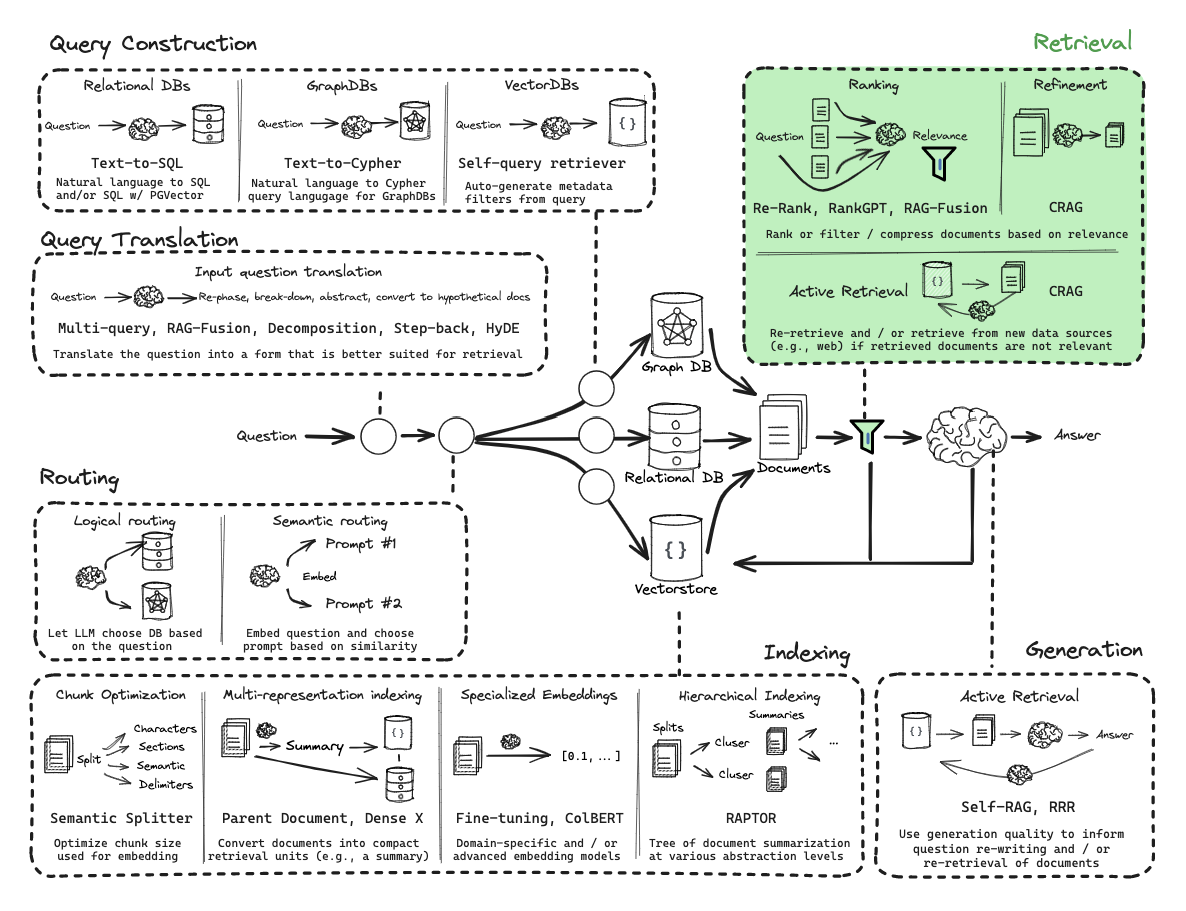 Query Construction
Relational DBs
Question
Text-to-SQL
Natural language to SQL
and/or SQL w/ PGVector
GraphDBs
Question
Text-to-Cypher
Natural language to Cypher
query langugage for GraphDBs
VectorDBs
Question
{ }
Self-query retriever
Auto-generate metadata
filters from query
Retrieval
Ranking
Question
Relevance
Re-Rank, RankGPT, RAG-Fusion
Refinement
CRAG
Rank or filter / compress documents based on relevance
Active Retrieval
{ }
CRAG
Re-retrieve and / or retrieve from new data sources
(e.g., web) if retrieved documents are not relevant
Query Translation
Input question translation
Question
Re-phase, break-down, abstract, convert to hypothetical docs
Multi-query, RAG-Fusion, Decomposition, Step-back, HyDE
Translate the question into a form that is better suited for retrieval
Question
Graph DB
Relational DB
{ }
Vectorstore
Documents
Answer
Routing
Logical routing
Let LLM choose DB based
on the question
Semantic routing
Prompt #1
Embed
Prompt #2
Embed question and choose
prompt based on similarity
Indexing
Chunk Optimization
Split
Characters
Sections
Semantic
Delimiters
Semantic Splitter
Optimize chunk size
used for embedding
Multi-representation indexing
Summary
{ }
Parent Document, Dense X
Convert documents into compact
retrieval units (e.g., a summary)
Specialized Embeddings
[0.1, ... ]
Fine-tuning, ColBERT
Domain-specific and / or
advanced embedding models
Hierarchical Indexing
Summaries
Splits
Cluser
...
Cluser
RAPTOR
Tree of document summarization
at various abstraction levels
Generation
Active Retrieval
{ }
Answer
Self-RAG, RRR
Use generation quality to inform
question re-writing and / or
re-retrieval of documents